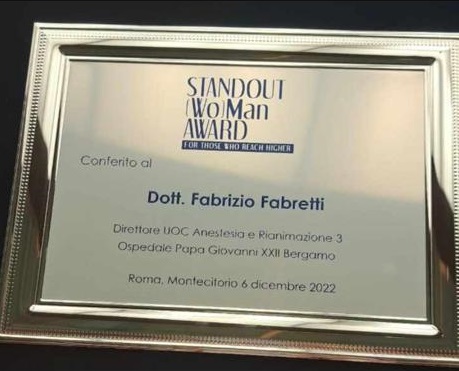 STANDOUT
(Wo)Man
AWARD
FOR THOSE WHO REACH HIGHER
Conferito al
Dott. Fabrizio Fabretti
Direttore UOC Anestesia e Rianimazione 3
Ospedale Papa Giovanni XXII Bergamo
Roma, Montecitorio 6 dicembre 2022